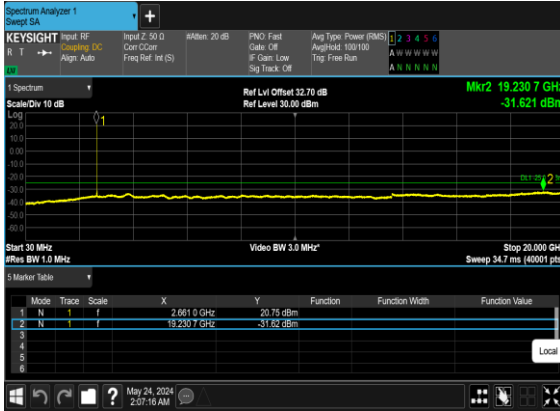 Spectrum Analyzer 1
Swept SA
+
KEYSIGHT Input: RF Input Z: 50 Ω #Atten: 20 dB PNO: Fast Avg Type: Power (RMS) 1 2 3 4 5 6
R T Coupling: DC Corr CCorr Gate: Off Avg|Hold: 100/100 A W W W W W
Align: Auto Freq Ref: Int (S) IF Gain: Low Trig: Free Run
Sig Track: Off A N N N N N
1 Spectrum Ref Lvl Offset 32.70 dB Mkr2 19.230 7 GHz
Scale/Div 10 dB Ref Level 30.00 dBm -31.621 dBm
Log
20.0
10.0
0.00
-10.0
-20.0
-30.0
-40.0
-50.0
-60.0
1
2
Start 30 MHz Video BW 3.0 MHz* Stop 20.000 GH
#Res BW 1.0 MHz Sweep 34.7 ms (40001 pts
5 Marker Table
Mode Trace Scale X Y Function Function Width Function Value
1 N 1 f 2.661 0 GHz 20.75 dBm
2 N 1 f 19.230 7 GHz -31.62 dBm
3
4
5
6
Local
? May 24, 2024
2:07:16 AM